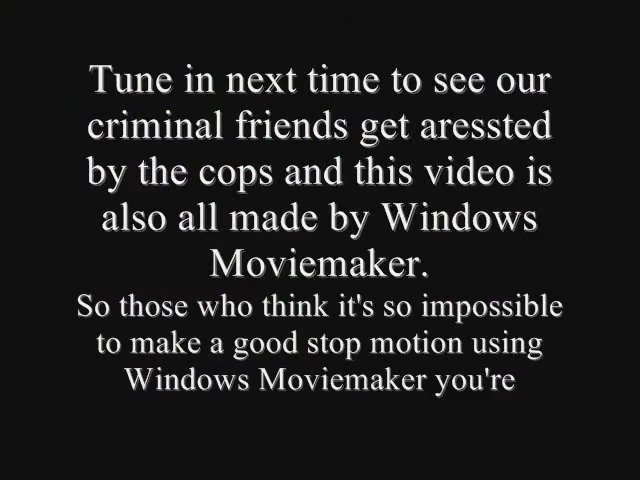 Tune in next time to see our
criminal friends get aressted
by the cops and this video is
also all made by Windows
Moviemaker.
So those who think it's so impossible
to make a good stop motion using
Windows Moviemaker you're